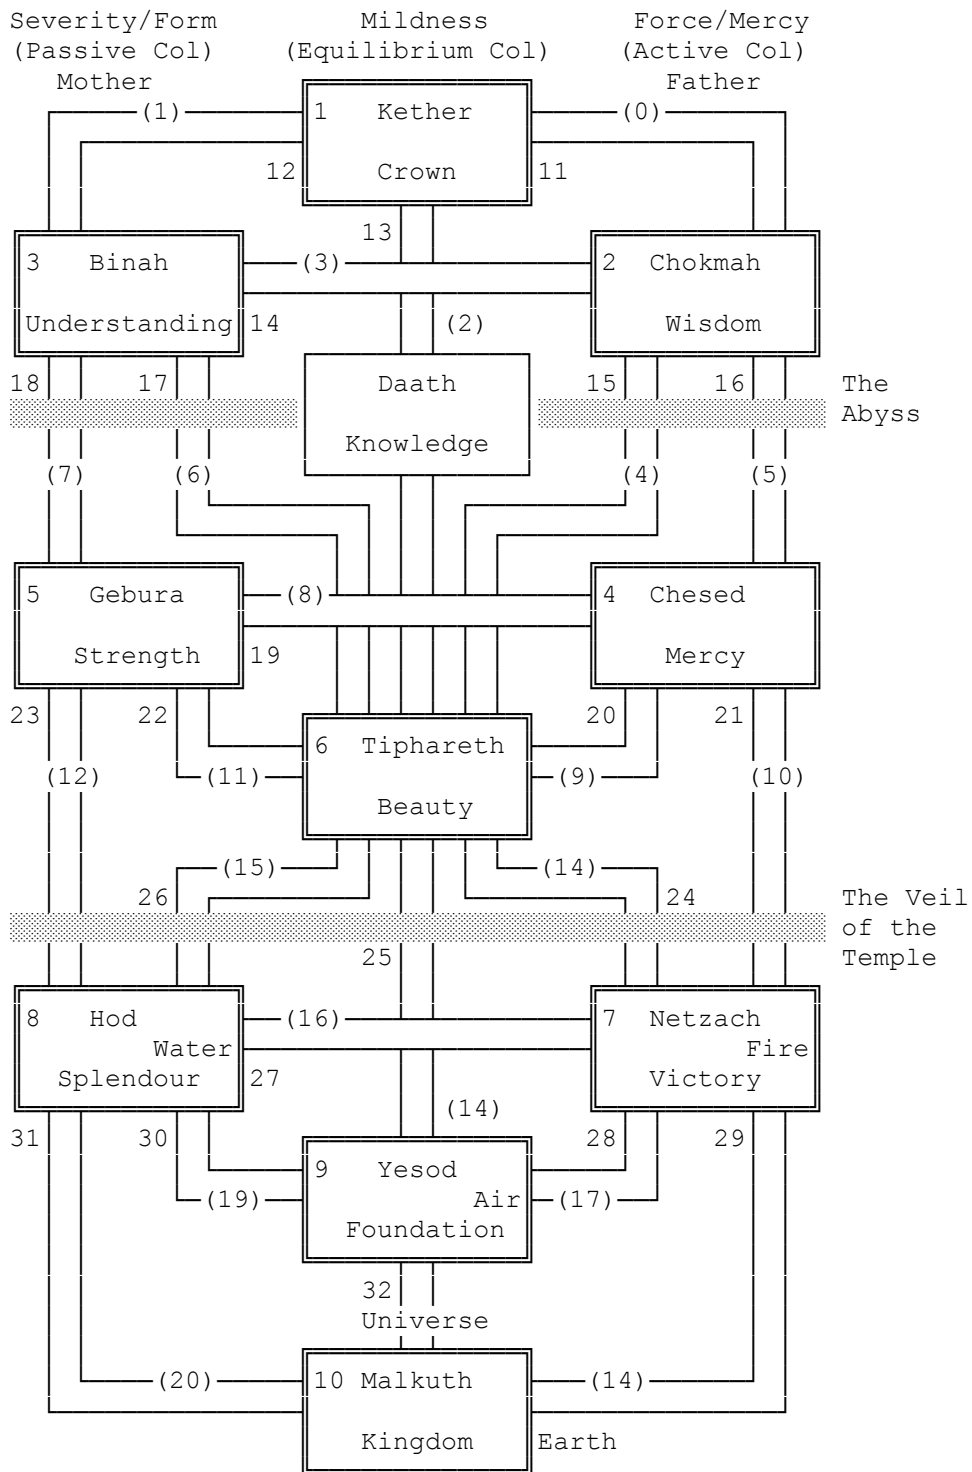 Severity/Form Mildness Force/Mercy
(Passive Col) (Equilibrium Col) (Active Col)
Mother Father
(1) 1 Kether (0)
12 Crown 11
13
3 Binah (3) 2 Chokmah
Understanding 14 (2) Wisdom
18 17 Daath 15 16 The
Abyss
Knowledge
(7) (6) (4) (5)
5 Gebura (8) 4 Chesed
Strength 19 Mercy
23 22 20 21
6 Tiphareth
(12) (11) (9) (10)
Beauty
(15) (14)
26 24 The Veil
of the
25 Temple
8 Hod (16) 7 Netzach
Water Fire
Splendour 27 Victory
(14)
31 30 28 29
9 Yesod
(19) Air (17)
Foundation
32
Universe
(20) 10 Malkuth (14)
Kingdom Earth